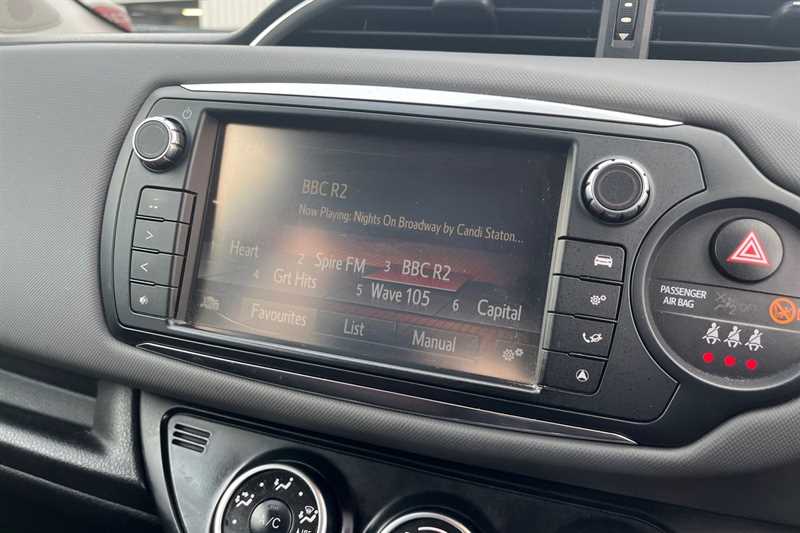 BBC R2
Now Playing: Nights On Broadway by Candi Staton...
Heart 2 Spire FM 3 BBC R2
4 Grt Hits 5 Wave 105 6 Capital
Favourites List Manual
PASSENGER
AIR BAG
A/C